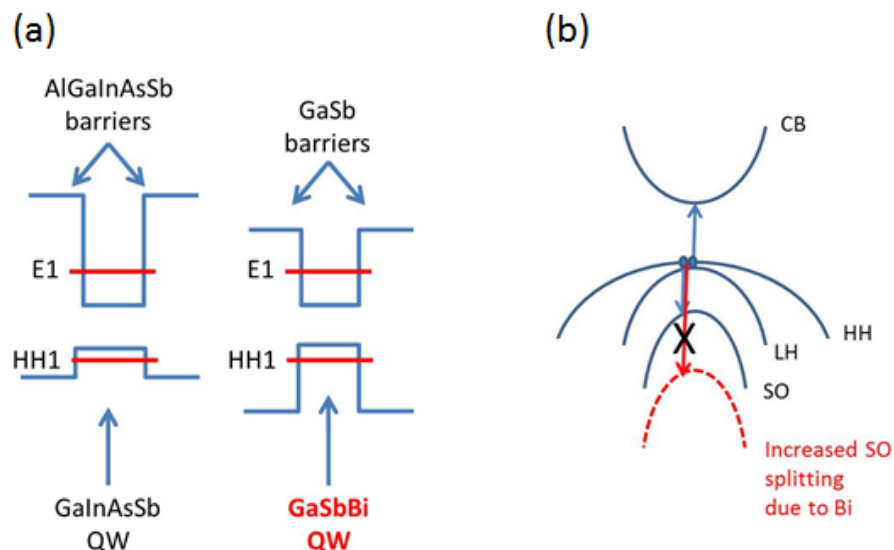 (a)
AlGaInAsSb
barriers
GaSb
barriers
E1
E1
HH1
HH1
GaInAsSb
QW
GaSbBi
QW
(b)
CB
HH
LH
SO
X
Increased SO
splitting
due to Bi